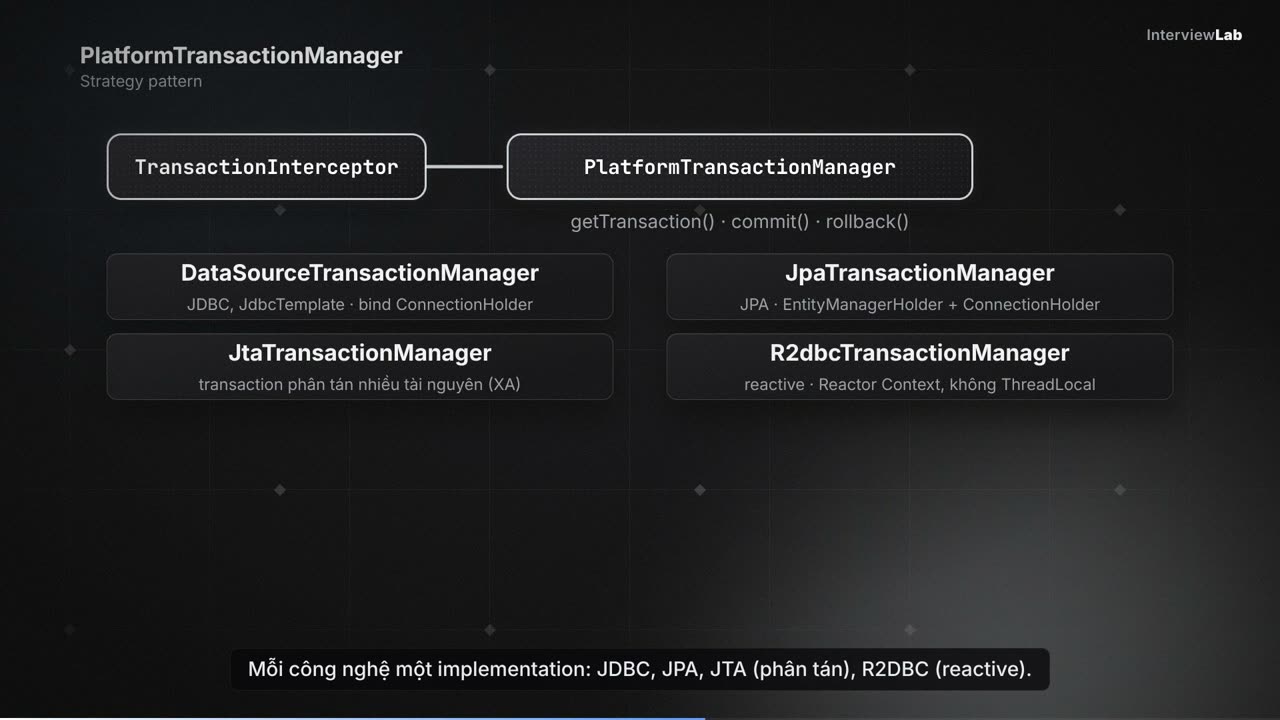 PlatformTransactionManager
InterviewLab
Strategy pattern
TransactionInterceptor
PlatformTransactionManager
getTransaction() · commit() · rollback()
DataSourceTransactionManager
JDBC, JdbcTemplate · bind ConnectionHolder
JpaTransactionManager
JPA · EntityManagerHolder + ConnectionHolder
JtaTransactionManager
transaction phân tán nhiều tài nguyên (XA)
R2dbcTransactionManager
reactive · Reactor Context, không ThreadLocal
Mỗi công nghệ một implementation: JDBC, JPA, JTA (phân tán), R2DBC (reactive).